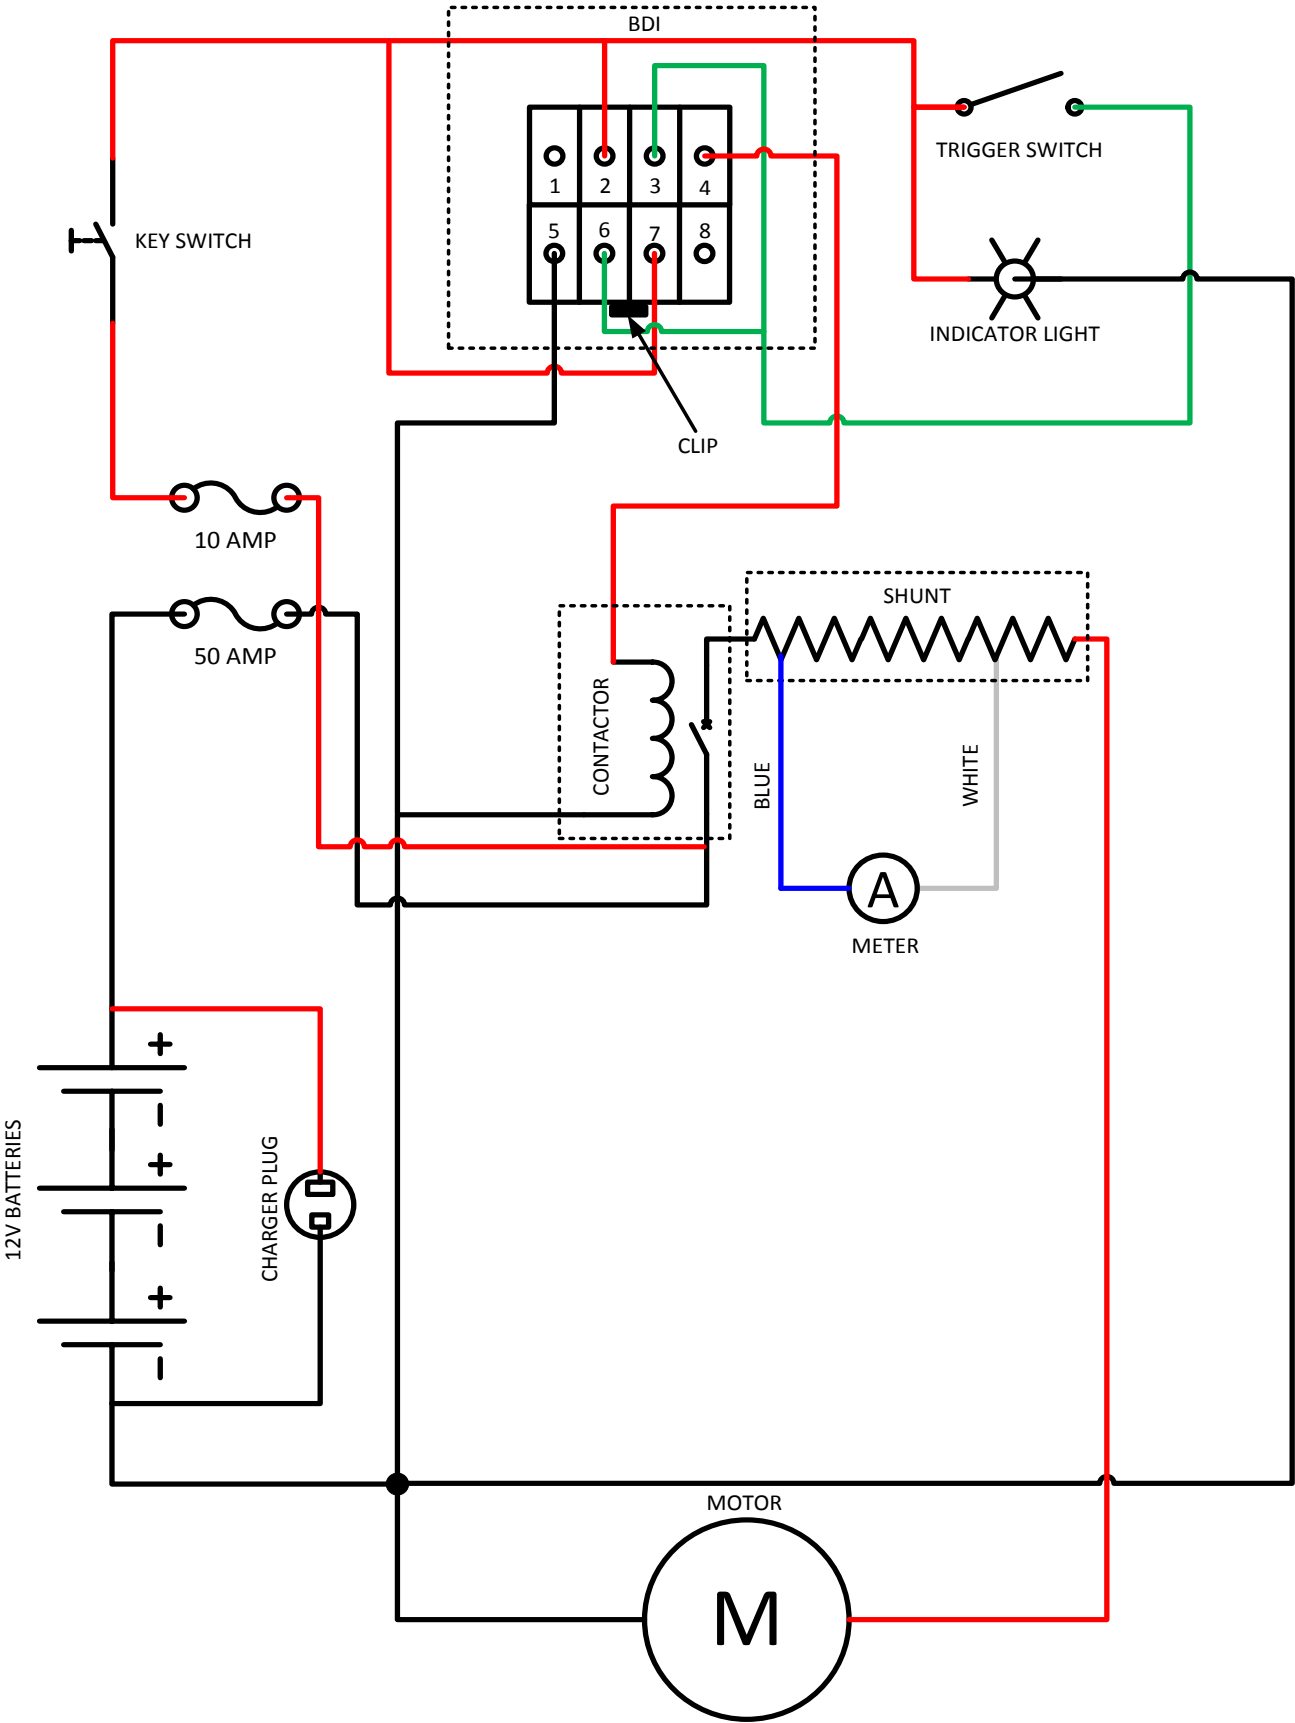 BDI
1 2 3 4
5 6 7 8
TRIGGER SWITCH
KEY SWITCH
INDICATOR LIGHT
CLIP
10 AMP
50 AMP
SHUNT
CONTACTOR
BLUE
WHITE
A
METER
+
−
+
−
+
−
12V BATTERIES
CHARGER PLUG
MOTOR
M